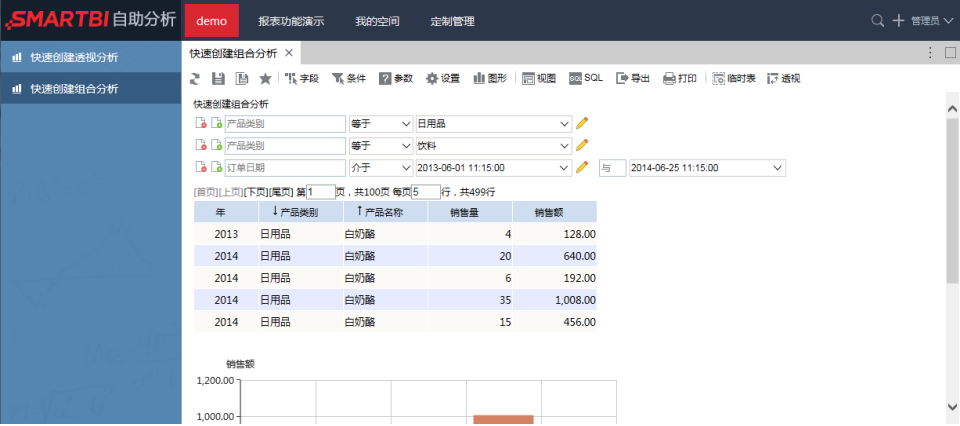 SMARTBI 自助分析 demo 报表功能演示 我的空间 定制管理 管理员
快速创建透视分析
快速创建组合分析
快速创建组合分析
字段 条件 ? 参数 设置 图形 视图 SQL SQL 导出 打印 临时表 透视
快速创建组合分析
产品类别 等于 日用品
产品类别 等于 饮料
订单日期 介于 2013-06-01 11:15:00 与 2014-06-25 11:15:00
[首页][上页][下页][尾页] 第1页，共100页 每页5行，共499行
年 ↓产品类别 ↑产品名称 销售量 销售额
2013 日用品 白奶酪 4 128.00
2014 日用品 白奶酪 20 640.00
2014 日用品 白奶酪 6 192.00
2014 日用品 白奶酪 35 1,008.00
2014 日用品 白奶酪 15 456.00
销售额
1,200.00
1,000.00